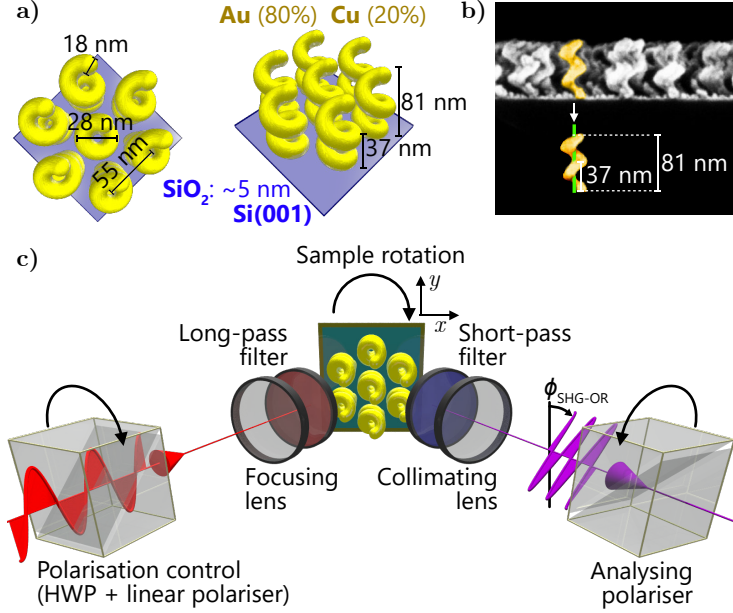 a)
Au (80%) Cu (20%)
18 nm
28 nm
55 nm
81 nm
37 nm
SiO2: ~5 nm
Si(001)
b)
81 nm
37 nm
c)
Sample rotation
y
x
Long-pass
filter
Short-pass
filter
ϕSHG-OR
Focusing
lens
Collimating
lens
Polarisation control
(HWP + linear polariser)
Analysing
polariser